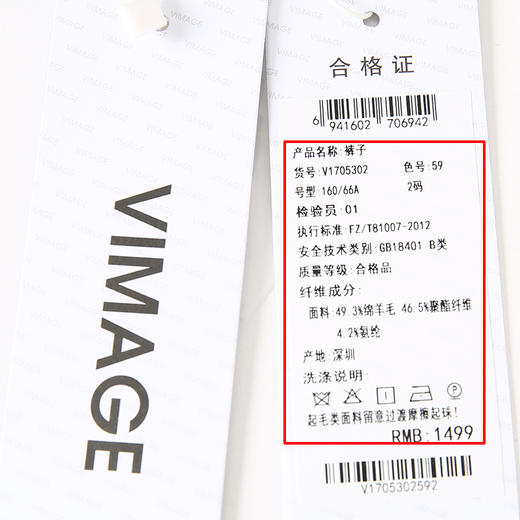 VIMAGE
合格证
6 941602 706942
产品名称:裤子
货号:V1705302 色号:59
号型:160/66A 2码
检验员:01
执行标准:FZ/T81007-2012
安全技术类别:GB18401 B类
质量等级:合格品
纤维成分:
面料:49.3%绵羊毛 46.5%聚酯纤维
4.2%氨纶
产地:深圳
洗涤说明:
起毛类面料留意过渡摩擦起球!
RMB:1499
V1705302592